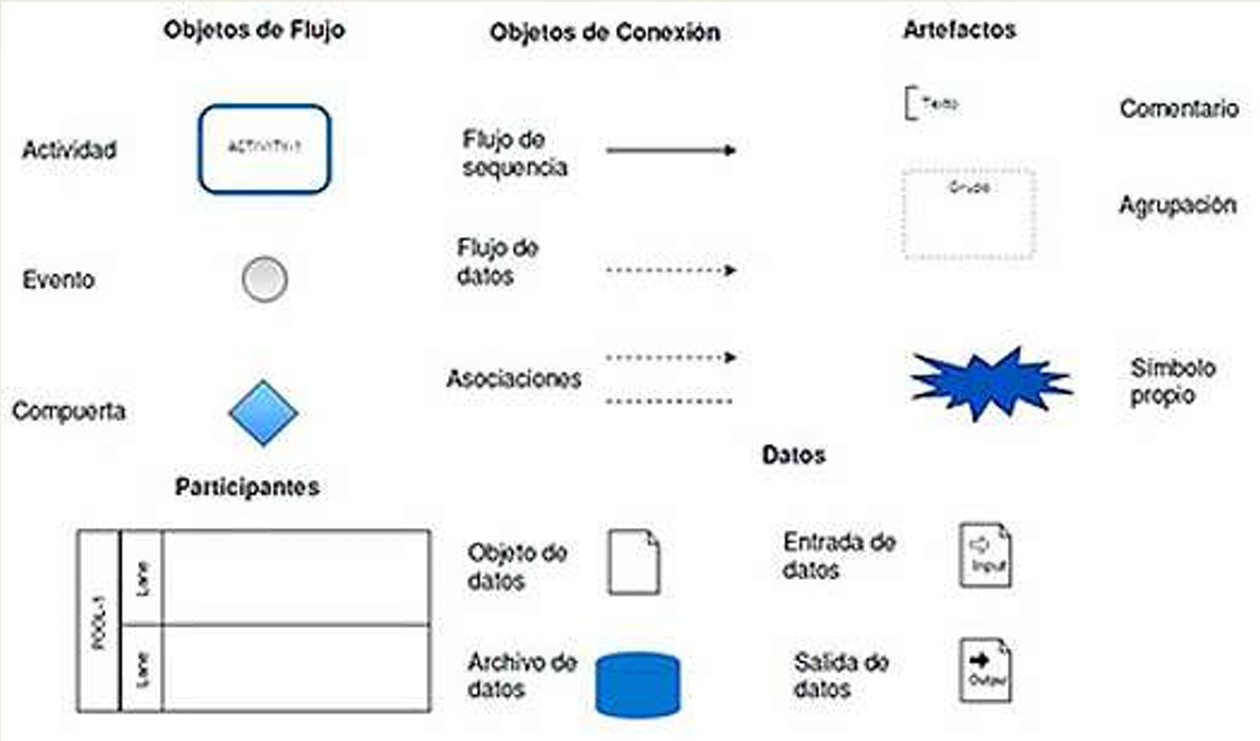 Objetos de Flujo
Objetos de Conexión
Artefactos
Actividad
ACTIVITY-1
Flujo de
sequencia
Texto
Comentario
Grupo
Agrupación
Evento
Flujo de
datos
Compuerta
Asociaciones
Símbolo
propio
Participantes
POOL-1
Lane
Lane
Datos
Objeto de
datos
Entrada de
datos
Input
Archivo de
datos
Salida de
datos
Output